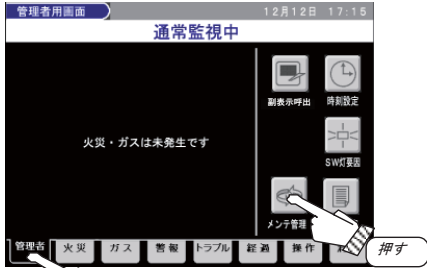 管理者用画面
12月12日 17:15
通常監視中
副表示呼出
時刻設定
火災・ガスは未発生です
SW灯要因
メンテ管理
管理者
火災
ガス
警報
トラブル
経過
操作
押す